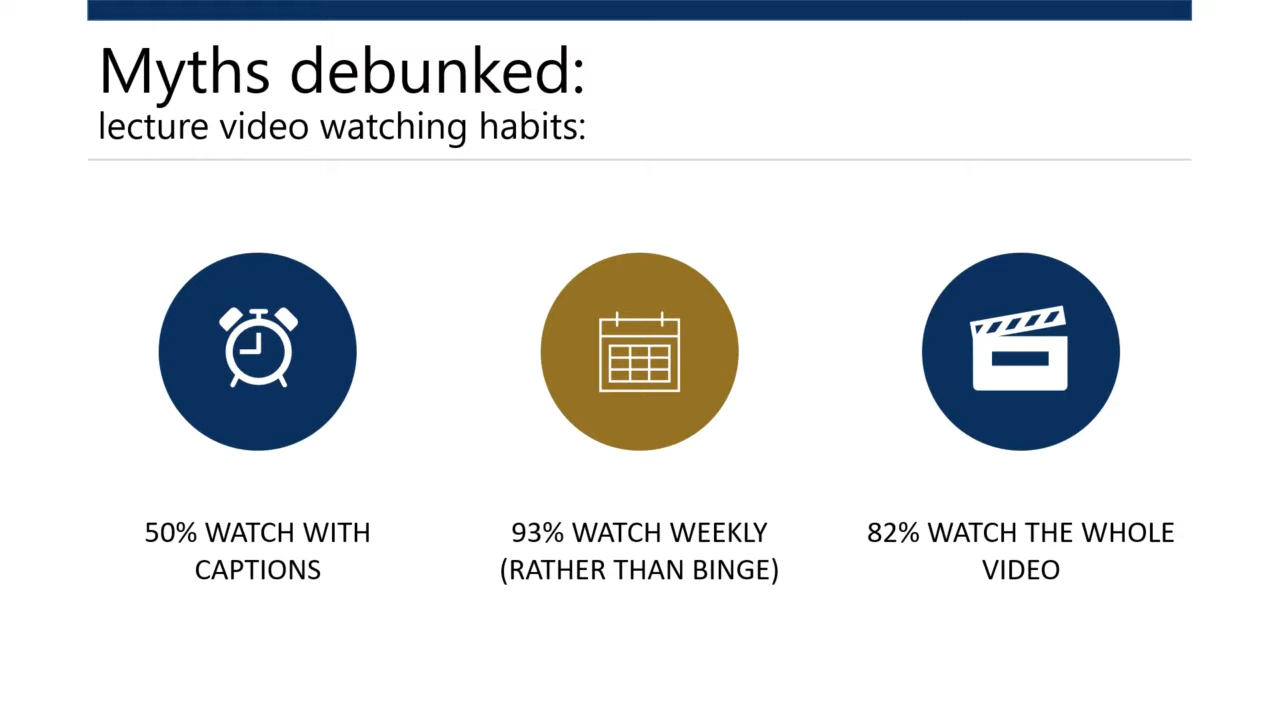 Myths debunked:
lecture video watching habits:
50% WATCH WITH
CAPTIONS
93% WATCH WEEKLY
(RATHER THAN BINGE)
82% WATCH THE WHOLE
VIDEO